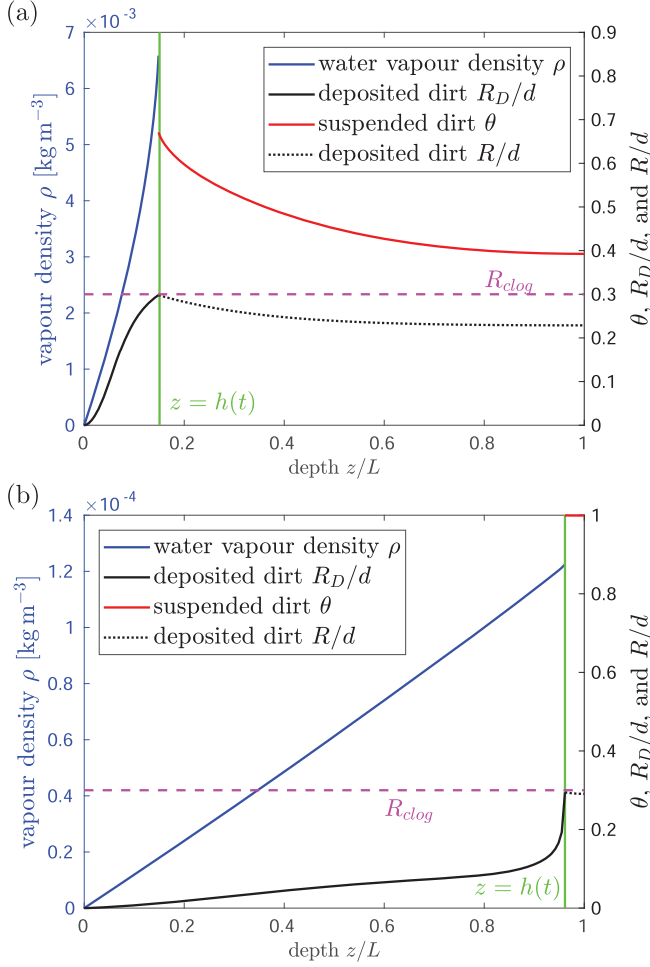 (a)
×10⁻³
7
6
5
4
3
2
1
0
vapour density ρ [kg m⁻³]
water vapour density ρ
deposited dirt R_D/d
suspended dirt θ
deposited dirt R/d
R_clog
z = h(t)
0.9
0.8
0.7
0.6
0.5
0.4
0.3
0.2
0.1
0
θ, R_D/d, and R/d
0 0.2 0.4 0.6 0.8 1
depth z/L
(b)
×10⁻⁴
1.4
1.2
1
0.8
0.6
0.4
0.2
0
vapour density ρ [kg m⁻³]
water vapour density ρ
deposited dirt R_D/d
suspended dirt θ
deposited dirt R/d
R_clog
z = h(t)
1
0.8
0.6
0.4
0.2
0
θ, R_D/d, and R/d
0 0.2 0.4 0.6 0.8 1
depth z/L